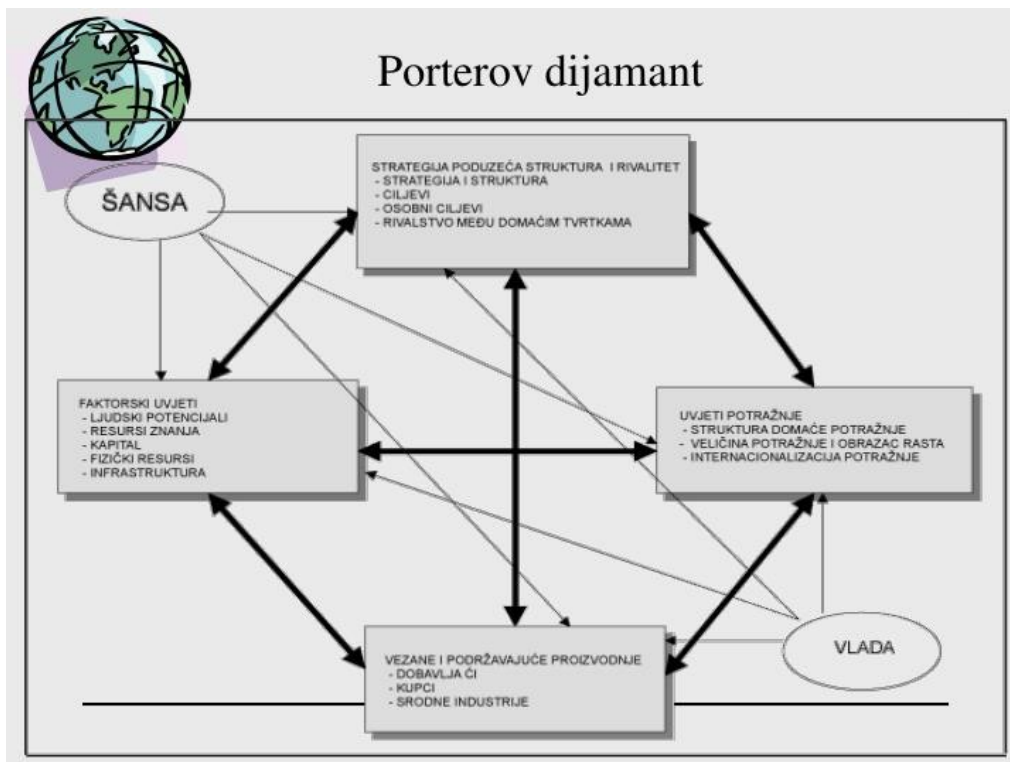 Porterov dijamant
ŠANSA
STRATEGIJA PODUZEĆA STRUKTURA I RIVALITET
- STRATEGIJA I STRUKTURA
- CILJEVI
- OSOBNI CILJEVI
- RIVALSTVO MEĐU DOMAĆIM TVRTKAMA
FAKTORSKI UVJETI
- LJUDSKI POTENCIJALI
- RESURSI ZNANJA
- KAPITAL
- FIZIČKI RESURSI
- INFRASTRUKTURA
UVJETI POTRAŽNJE
- STRUKTURA DOMAĆE POTRAŽNJE
- VELIČINA POTRAŽNJE I OBRAZAC RASTA
- INTERNACIONALIZACIJA POTRAŽNJE
VEZANE I PODRŽAVAJUĆE PROIZVODNJE
- DOBAVLJA ĆI
- KUPCI
- SRODNE INDUSTRIJE
VLADA